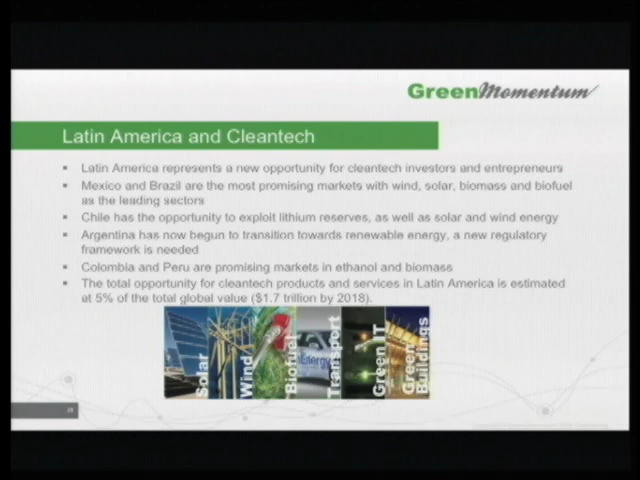 GreenMomentum
Latin America and Cleantech
▪ Latin America represents a new opportunity for cleantech investors and entrepreneurs
▪ Mexico and Brazil are the most promising markets with wind, solar, biomass and biofuel
as the leading sectors
▪ Chile has the opportunity to exploit lithium reserves, as well as solar and wind energy
▪ Argentina has now begun to transition towards renewable energy, a new regulatory
framework is needed
▪ Colombia and Peru are promising markets in ethanol and biomass
▪ The total opportunity for cleantech products and services in Latin America is estimated
at 5% of the total global value ($1.7 trillion by 2018).
Solar
Wind
Biofuel
Transport
Green IT
Green
Buildings